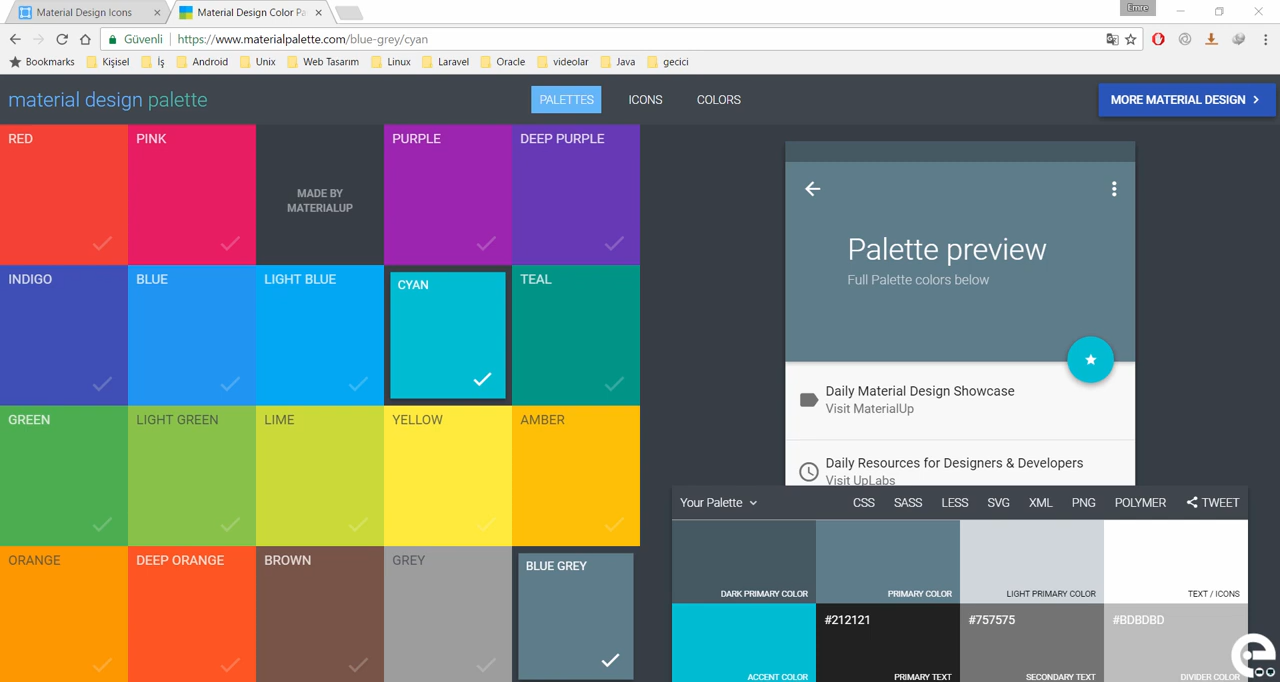 Material Design Icons
Material Design Color Pa
Emre
Güvenli
https://www.materialpalette.com/blue-grey/cyan
Bookmarks
Kişisel
İş
Android
Unix
Web Tasarım
Linux
Laravel
Oracle
videolar
Java
gecici
material design palette
PALETTES
ICONS
COLORS
MORE MATERIAL DESIGN
RED
PINK
MADE BY
MATERIALUP
PURPLE
DEEP PURPLE
INDIGO
BLUE
LIGHT BLUE
CYAN
TEAL
GREEN
LIGHT GREEN
LIME
YELLOW
AMBER
ORANGE
DEEP ORANGE
BROWN
GREY
BLUE GREY
Palette preview
Full Palette colors below
Daily Material Design Showcase
Visit MaterialUp
Daily Resources for Designers & Developers
Visit UpLabs
Your Palette
CSS
SASS
LESS
SVG
XML
PNG
POLYMER
TWEET
DARK PRIMARY COLOR
PRIMARY COLOR
LIGHT PRIMARY COLOR
TEXT / ICONS
#212121
#757575
#BDBDBD
ACCENT COLOR
PRIMARY TEXT
SECONDARY TEXT
DIVIDER COLOR